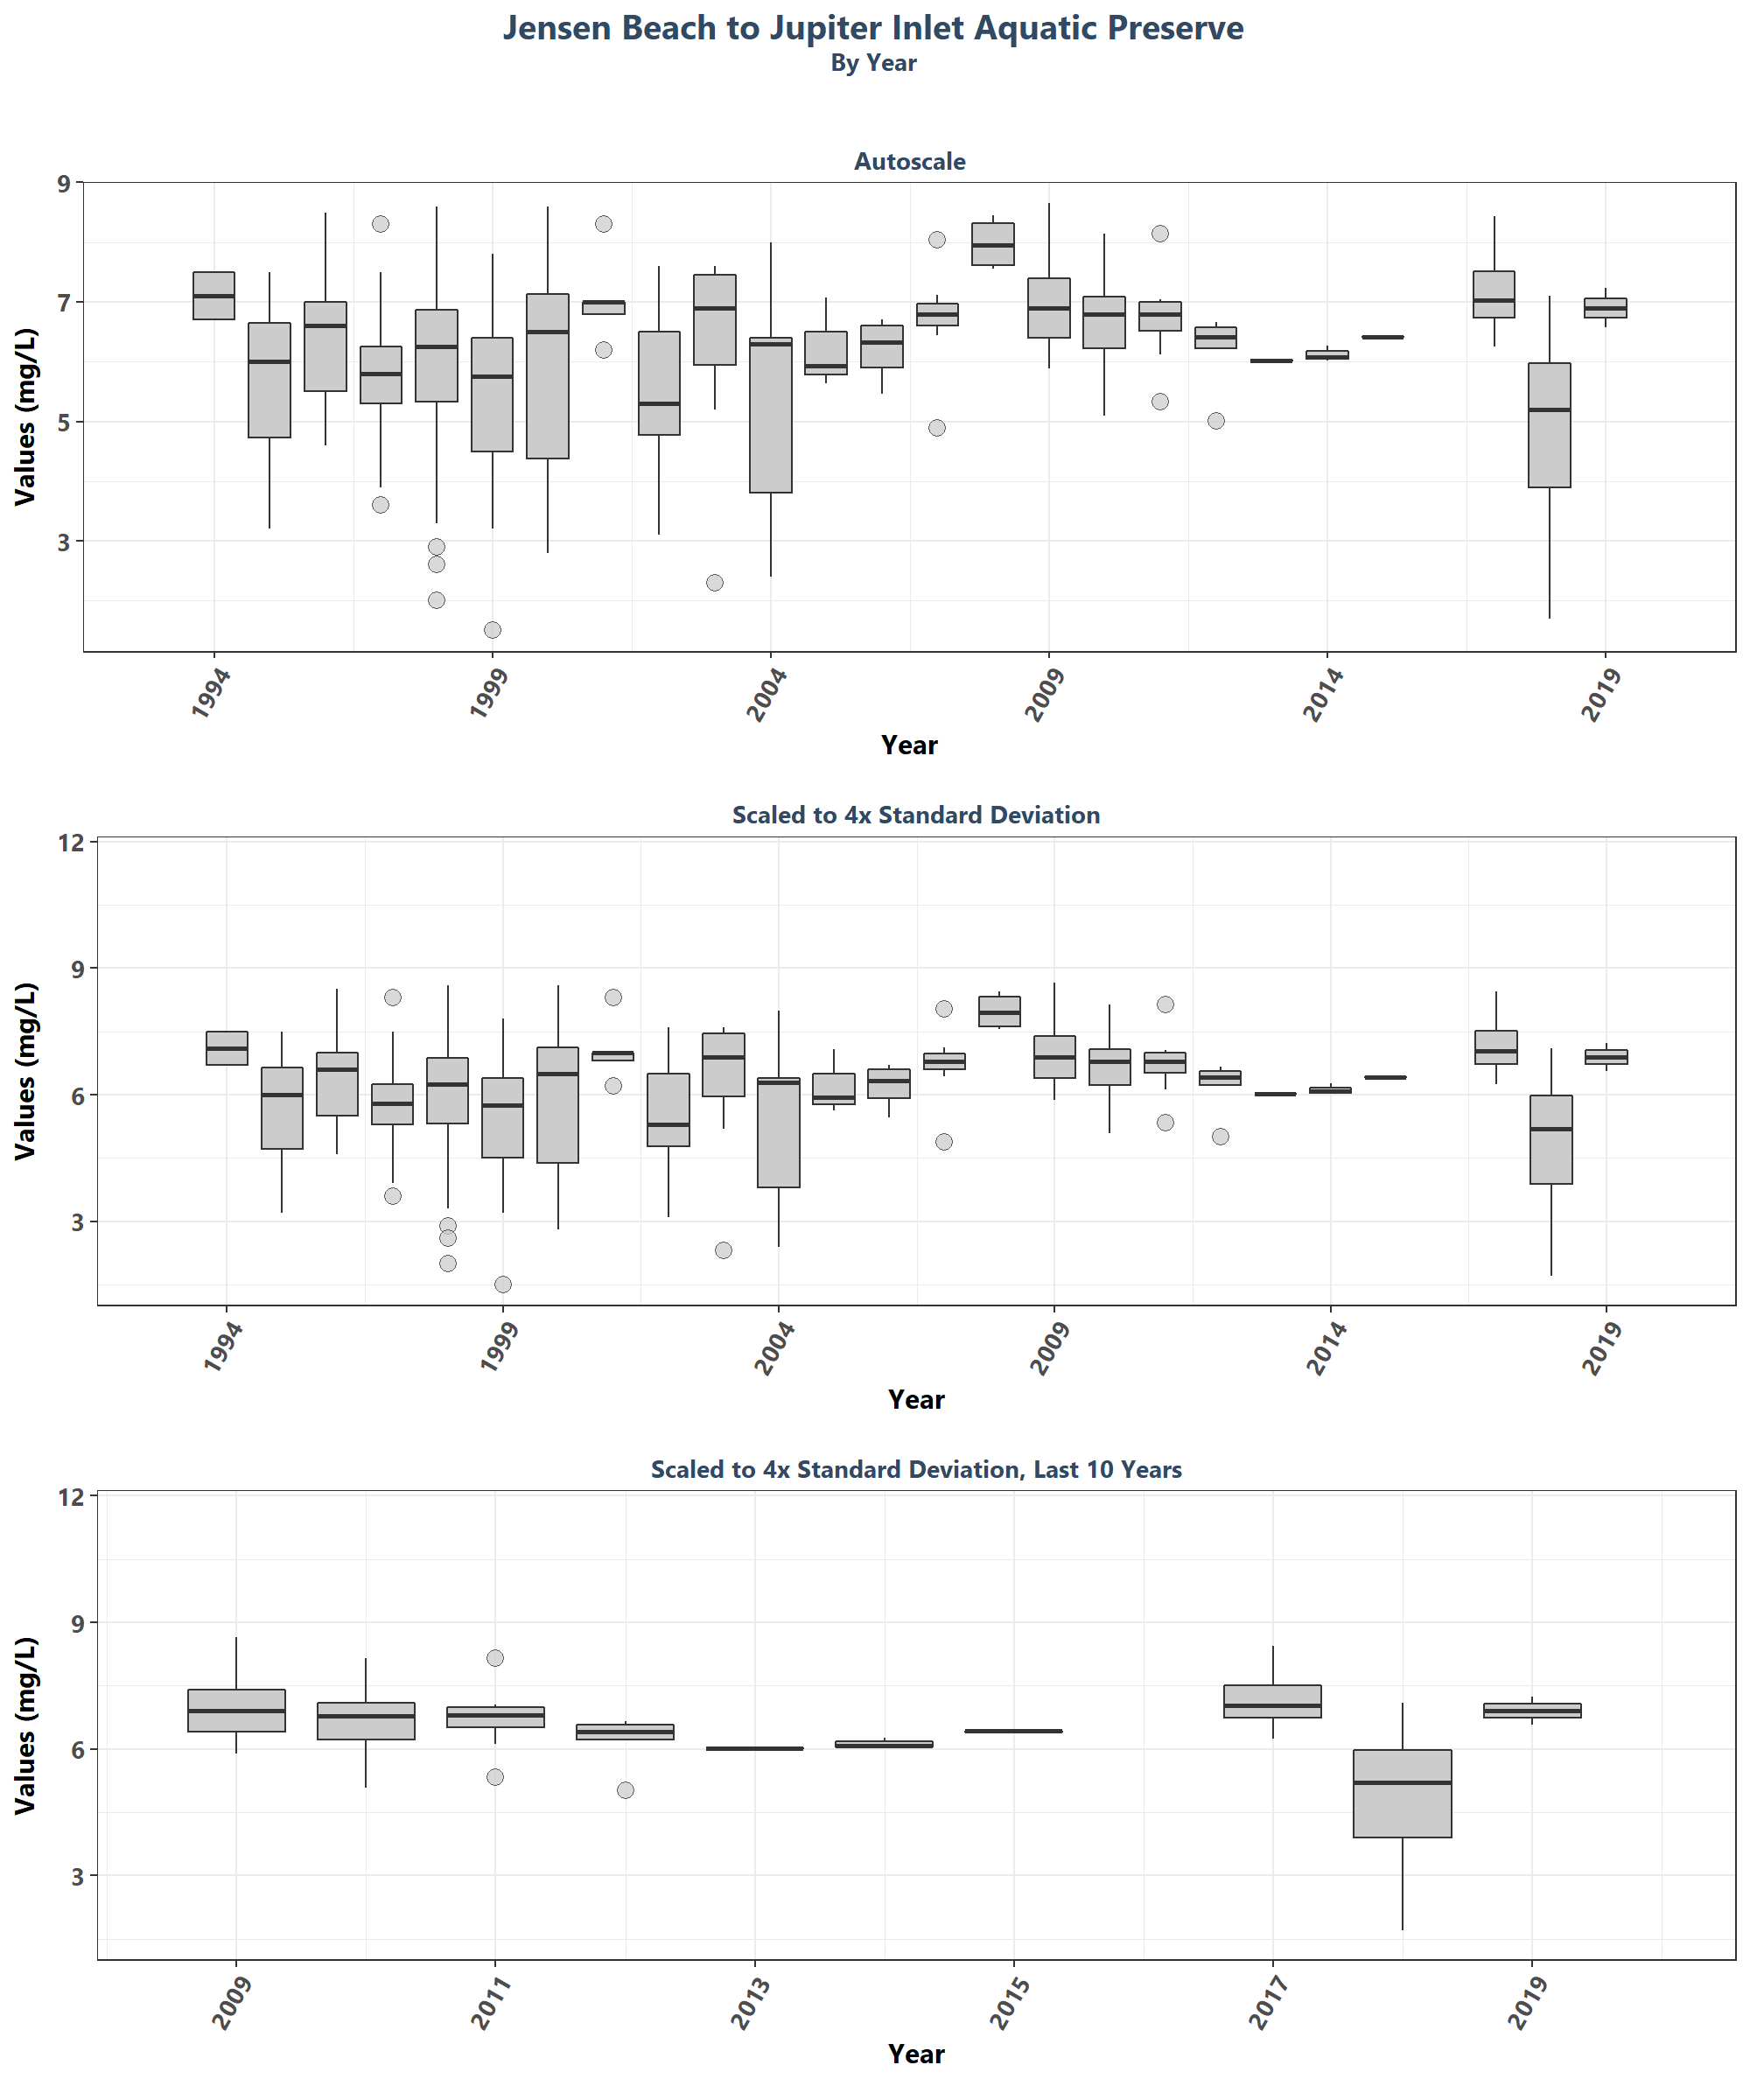 Jensen Beach to Jupiter Inlet Aquatic Preserve
By Year
Autoscale
Values (mg/L)
9
7
5
3
1994 1999 2004 2009 2014 2019
Year
Scaled to 4x Standard Deviation
Values (mg/L)
12
9
6
3
1994 1999 2004 2009 2014 2019
Year
Scaled to 4x Standard Deviation, Last 10 Years
Values (mg/L)
12
9
6
3
2009 2011 2013 2015 2017 2019
Year